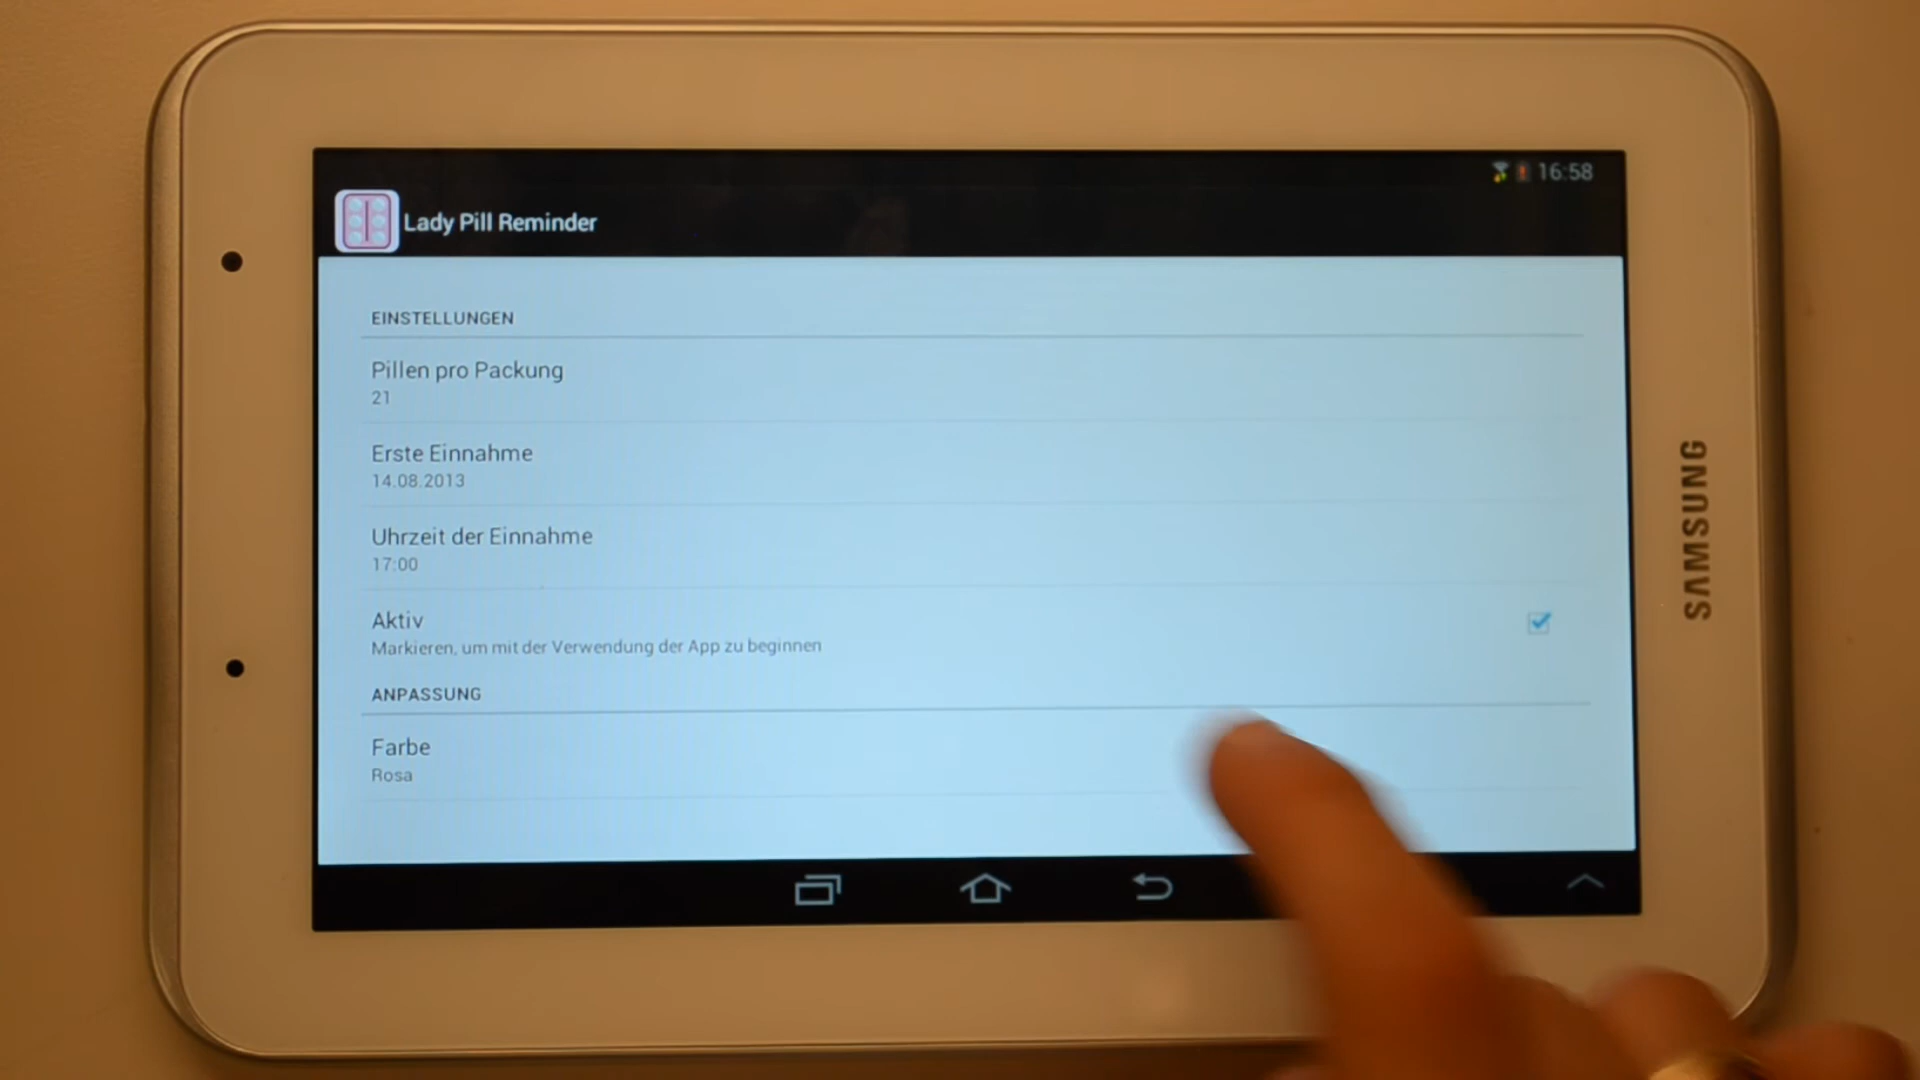 16:58
Lady Pill Reminder
EINSTELLUNGEN
Pillen pro Packung
21
Erste Einnahme
14.08.2013
Uhrzeit der Einnahme
17:00
Aktiv
Markieren, um mit der Verwendung der App zu beginnen
ANPASSUNG
Farbe
Rosa
SAMSUNG